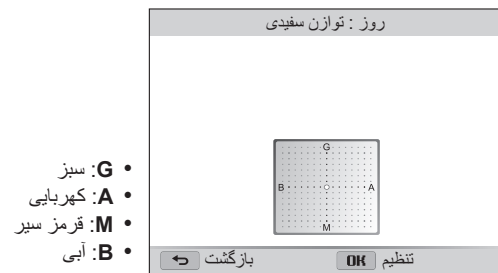 روز : توازن سفیدی
G
B
A
M
تنظیم OK
بازگشت
• G: سبز
• A: کهربایی
• M: قرمز سیر
• B: آبی